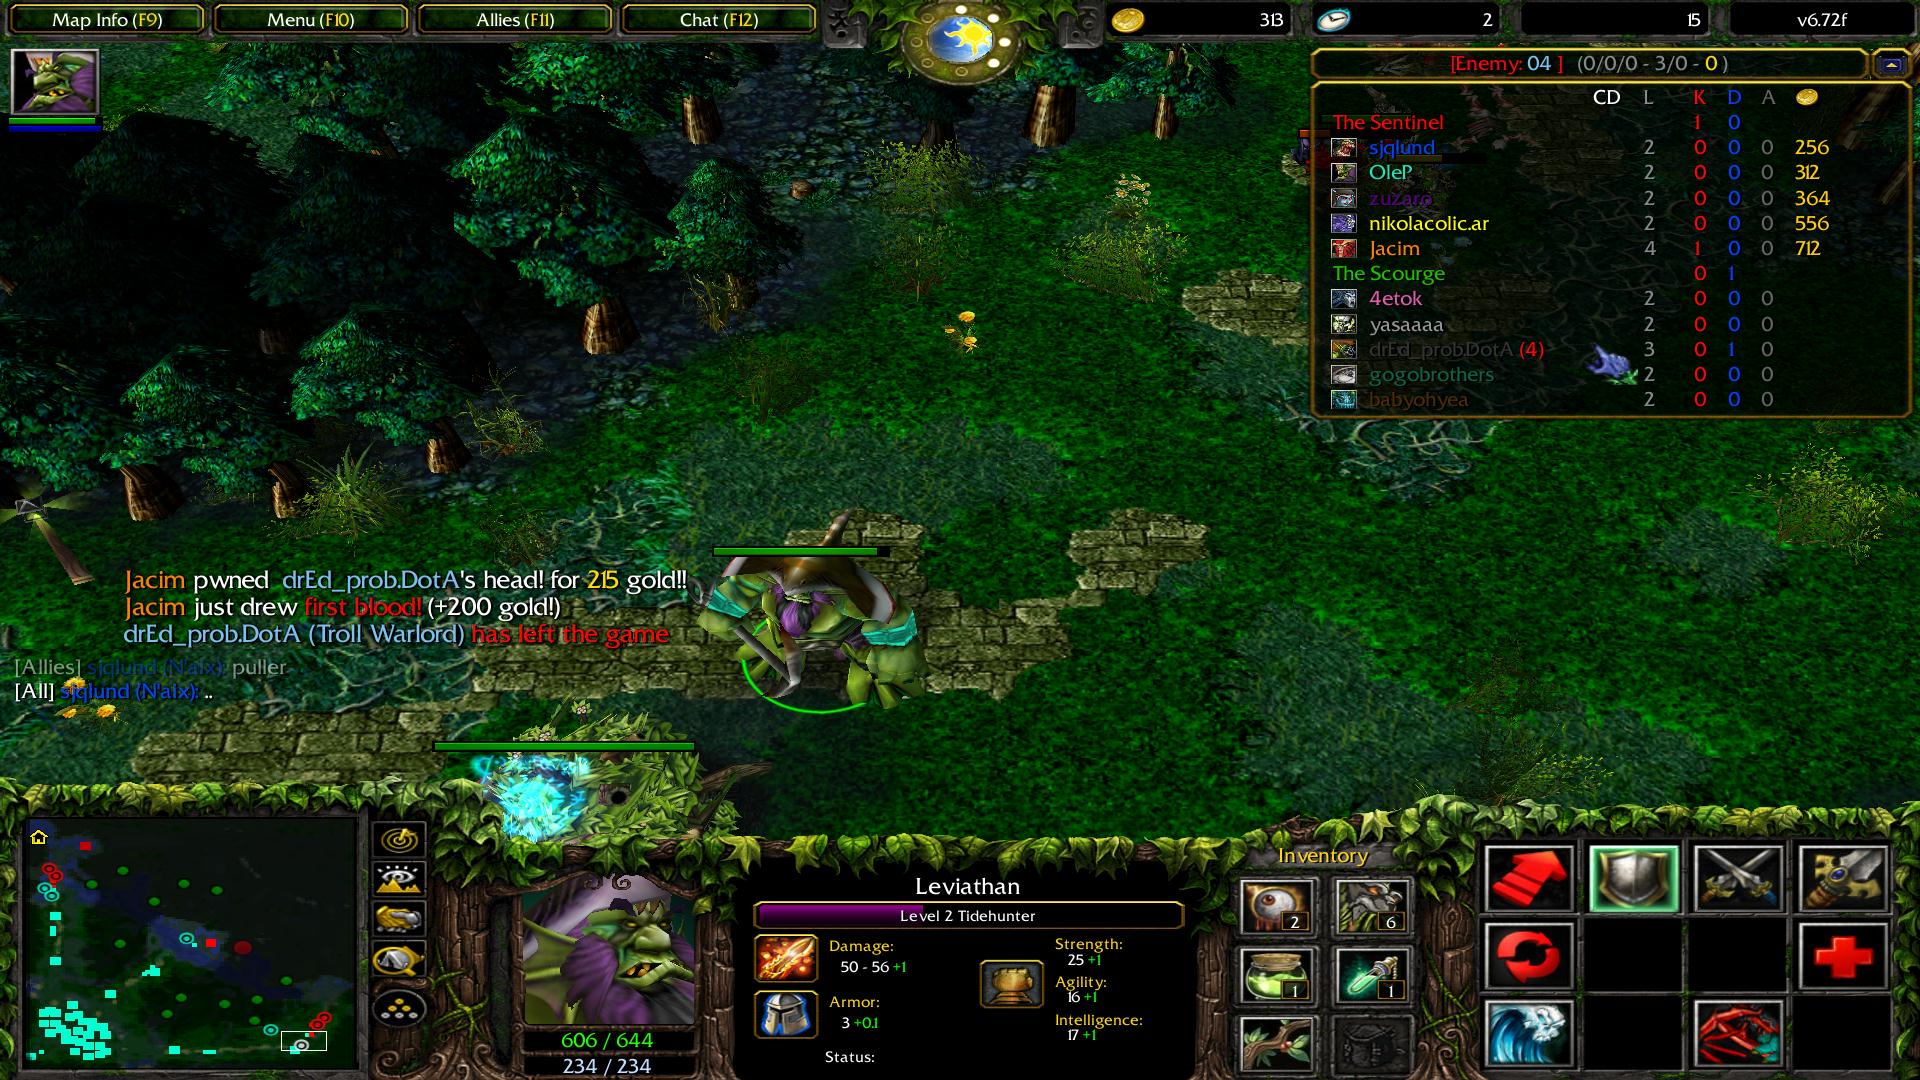 Map Info (F9) Menu (F10) Allies (F11) Chat (F12) 313 2 15 v6.72f
[Enemy: 04 ] (0/0/0 - 3/0 - 0 )
CD L K D A
The Sentinel 1 0
sjqlund 2 0 0 0 256
OleP 2 0 0 0 312
zuzaro 2 0 0 0 364
nikolacolic.ar 2 0 0 0 556
Jacim 4 1 0 0 712
The Scourge 0 1
4etok 2 0 0 0
yasaaaa 2 0 0 0
drEd_prob.DotA (4) 3 0 1 0
gogobrothers 2 0 0 0
babyohyea 2 0 0 0
Jacim pwned drEd_prob.DotA's head! for 215 gold!!
Jacim just drew first blood! (+200 gold!)
drEd_prob.DotA (Troll Warlord) has left the game
[Allies] sjqlund (N'aix): puller
[All] sjqlund (N'aix): ..
Leviathan
Level 2 Tidehunter
Damage:
50 - 56 +1
Armor:
3 +0.1
Status:
Strength:
25 +1
Agility:
16 +1
Intelligence:
17 +1
606 / 644
234 / 234
Inventory
2 6
1 1